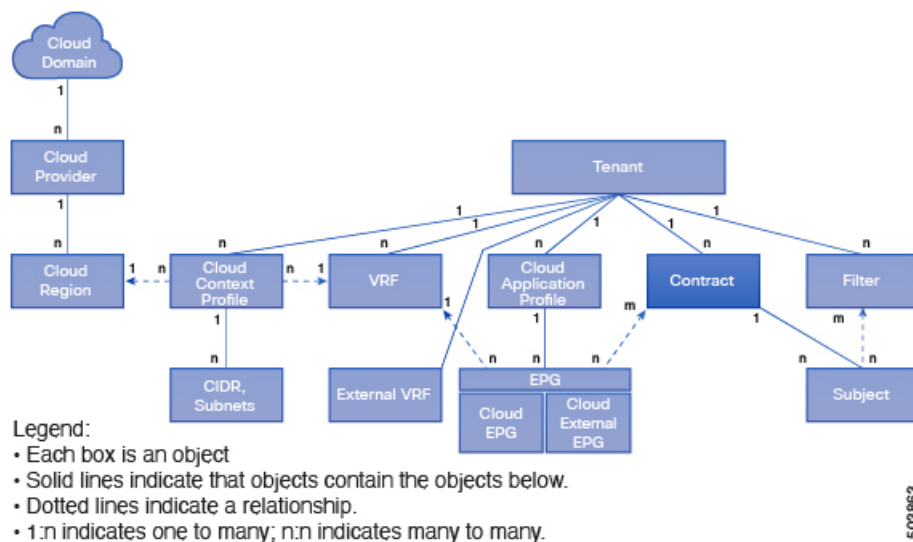 Cloud
Domain
1
n
Cloud
Provider
Tenant
1
1
1
1
1
1
n
n
n
n
n
n
Cloud
Region
1
n
Cloud
Context
Profile
n
1
VRF
Cloud
Application
Profile
Contract
Filter
1
1
1
m
m
1
n
n
n
n
n
n
CIDR,
Subnets
External VRF
EPG
Cloud
EPG
Cloud
External
EPG
Subject
Legend:
• Each box is an object
• Solid lines indicate that objects contain the objects below.
• Dotted lines indicate a relationship.
• 1:n indicates one to many; n:n indicates many to many.
503863